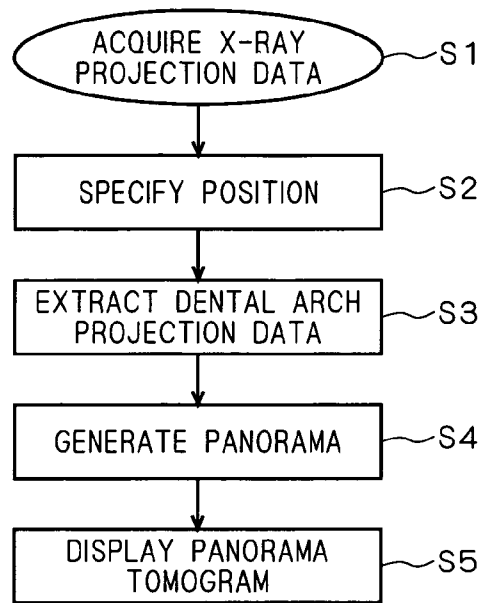 ACQUIRE X-RAY
PROJECTION DATA
S1
SPECIFY POSITION
S2
EXTRACT DENTAL ARCH
PROJECTION DATA
S3
GENERATE PANORAMA
S4
DISPLAY PANORAMA
TOMOGRAM
S5